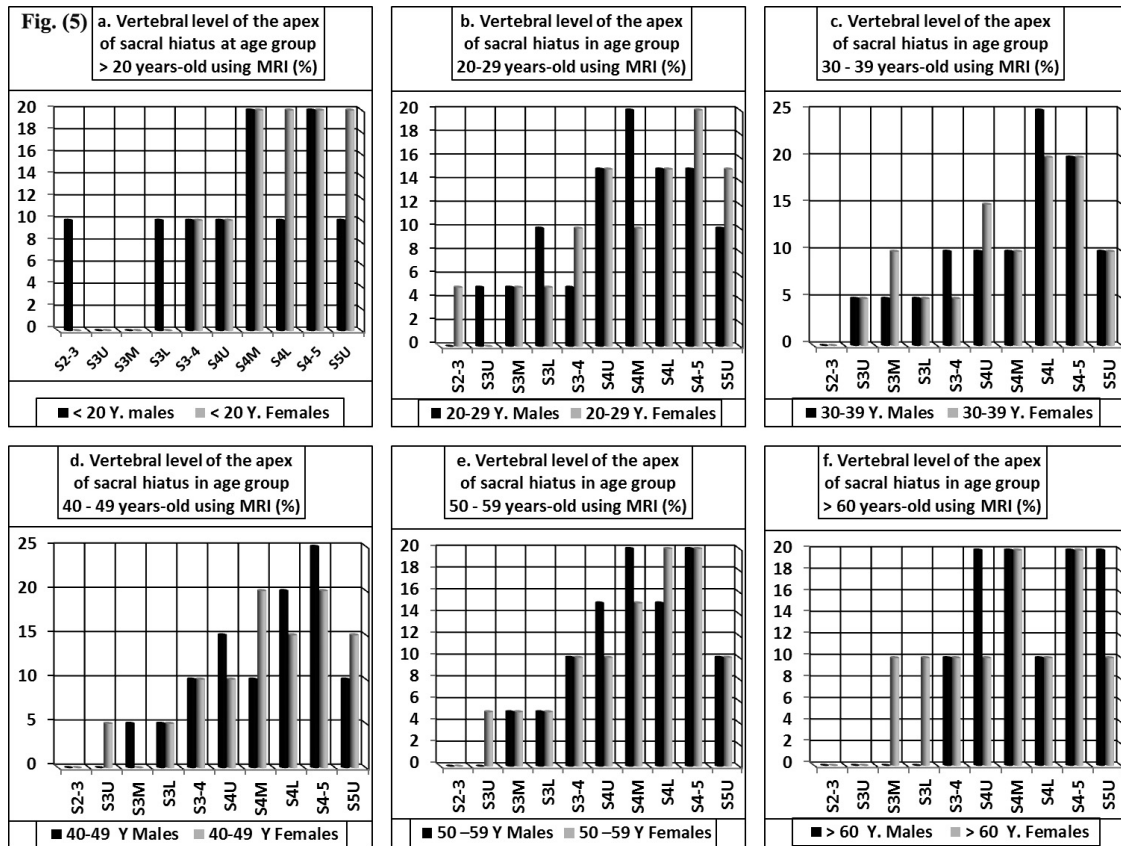 Fig. (5)
a. Vertebral level of the apex
of sacral hiatus at age group
> 20 years-old using MRI (%)
20
18
16
14
12
10
8
6
4
2
0
S2-3 S3U S3M S3L S3-4 S4U S4M S4L S4-5 S5U
< 20 Y. males < 20 Y. Females
b. Vertebral level of the apex
of sacral hiatus in age group
20-29 years-old using MRI (%)
20
18
16
14
12
10
8
6
4
2
0
S2-3 S3U S3M S3L S3-4 S4U S4M S4L S4-5 S5U
20-29 Y. Males 20-29 Y. Females
c. Vertebral level of the apex
of sacral hiatus in age group
30 - 39 years-old using MRI (%)
25
20
15
10
5
0
S2-3 S3U S3M S3L S3-4 S4U S4M S4L S4-5 S5U
30-39 Y. Males 30-39 Y. Females
d. Vertebral level of the apex
of sacral hiatus in age group
40 - 49 years-old using MRI (%)
25
20
15
10
5
0
S2-3 S3U S3M S3L S3-4 S4U S4M S4L S4-5 S5U
40-49 Y Males 40-49 Y Females
e. Vertebral level of the apex
of sacral hiatus in age group
50 - 59 years-old using MRI (%)
20
18
16
14
12
10
8
6
4
2
0
S2-3 S3U S3M S3L S3-4 S4U S4M S4L S4-5 S5U
50 –59 Y Males 50 –59 Y Females
f. Vertebral level of the apex
of sacral hiatus in age group
> 60 years-old using MRI (%)
20
18
16
14
12
10
8
6
4
2
0
S2-3 S3U S3M S3L S3-4 S4U S4M S4L S4-5 S5U
> 60 Y. Males > 60 Y. Females